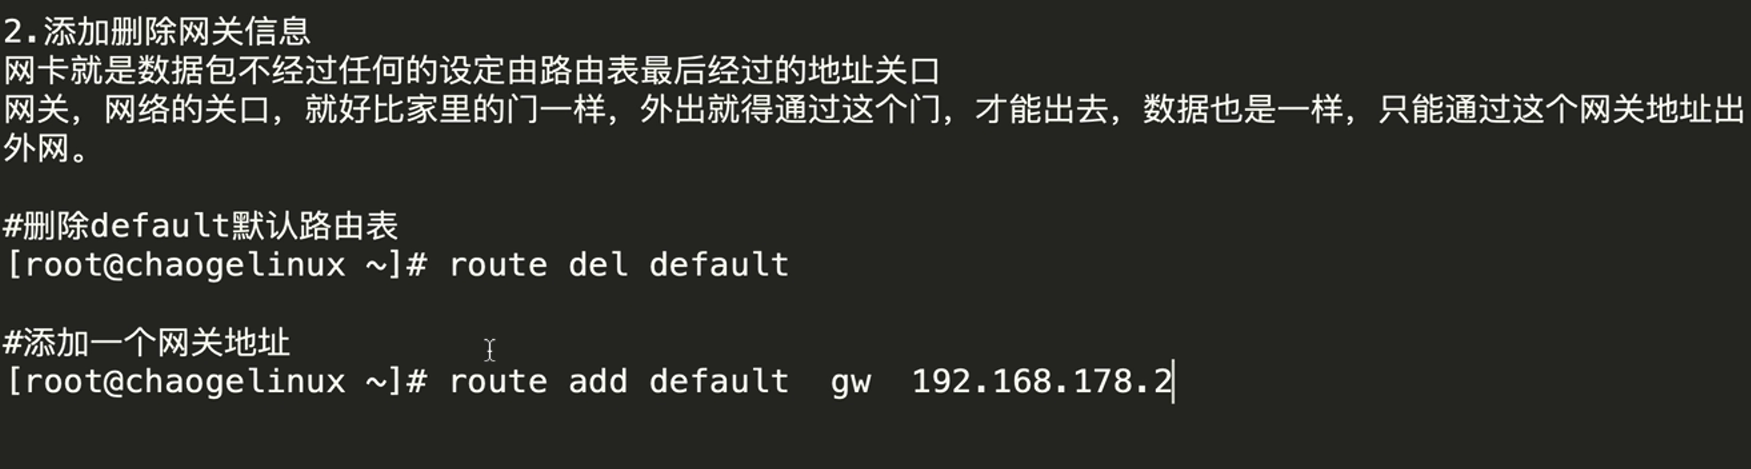 2.添加删除网关信息
网卡就是数据包不经过任何的设定由路由表最后经过的地址关口
网关，网络的关口，就好比家里的门一样，外出就得通过这个门，才能出去，数据也是一样，只能通过这个网关地址出
外网。
#删除default默认路由表
[root@chaogelinux ~]# route del default
#添加一个网关地址
[root@chaogelinux ~]# route add default  gw  192.168.178.2